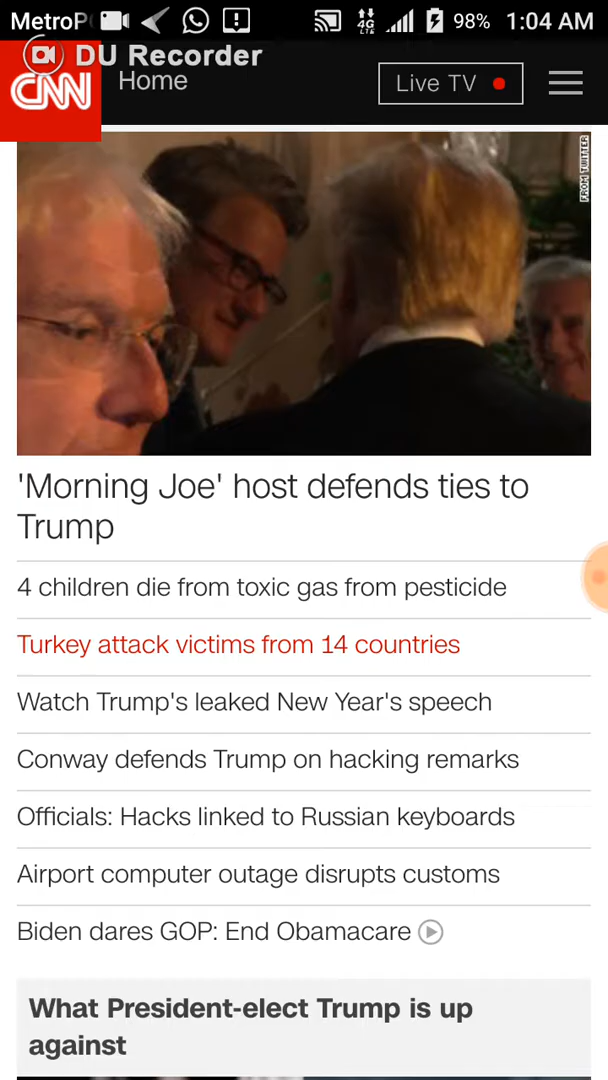 MetroP 98% 1:04 AM
4G
LTE
DU Recorder
CNN Home Live TV
FROM TWITTER
'Morning Joe' host defends ties to
Trump
4 children die from toxic gas from pesticide
Turkey attack victims from 14 countries
Watch Trump's leaked New Year's speech
Conway defends Trump on hacking remarks
Officials: Hacks linked to Russian keyboards
Airport computer outage disrupts customs
Biden dares GOP: End Obamacare
What President-elect Trump is up
against